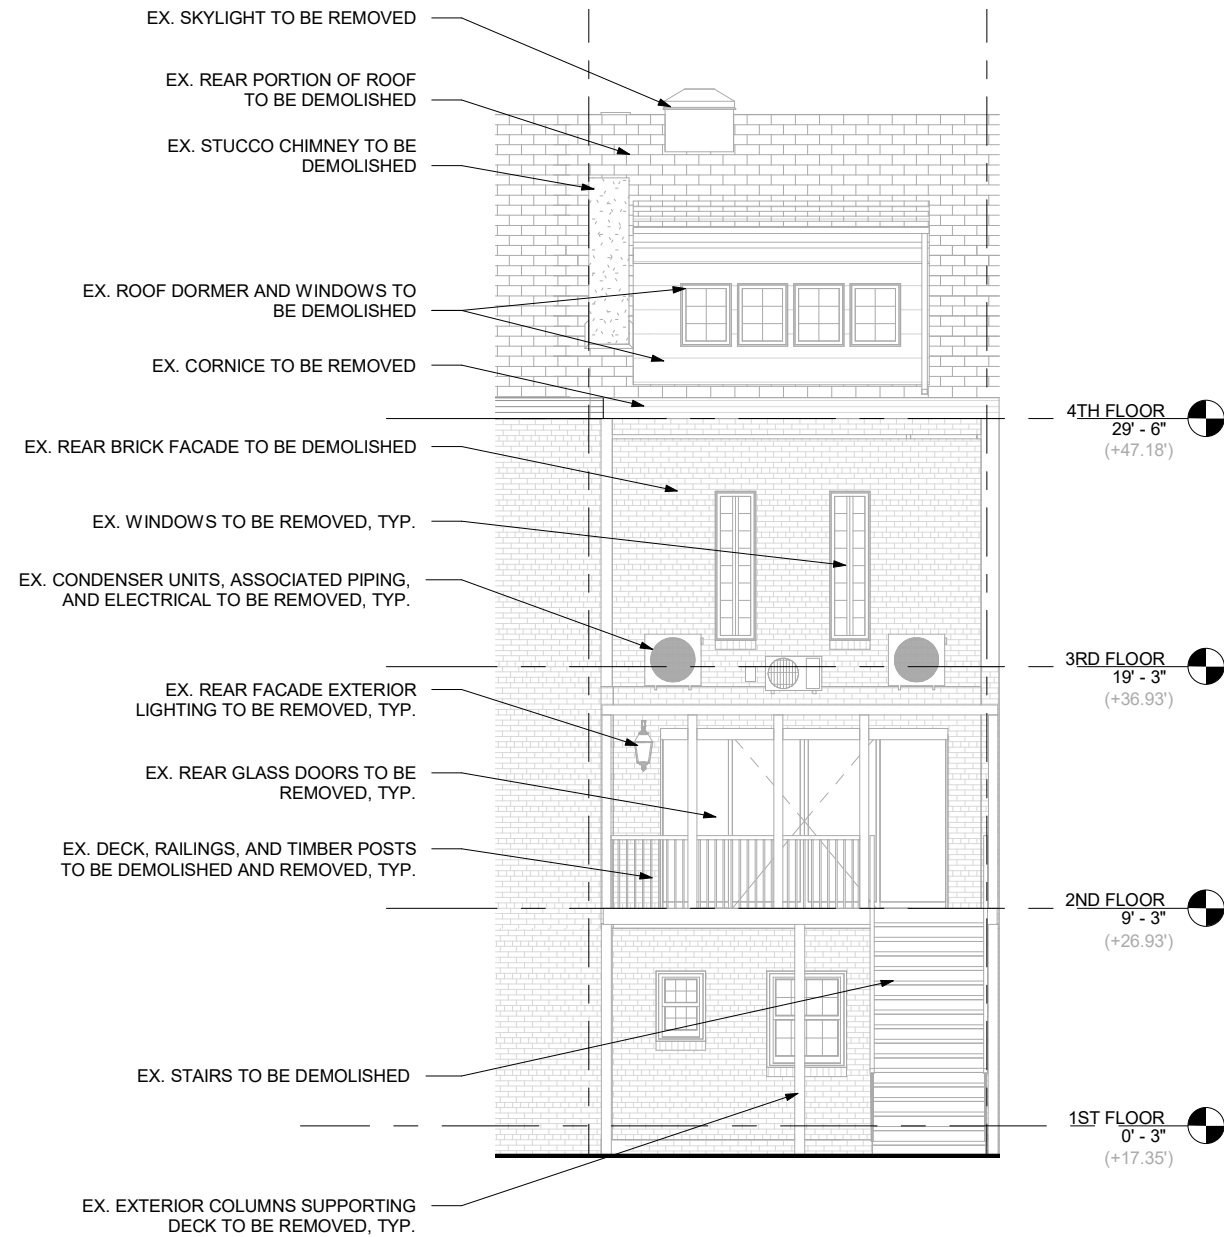 EX. SKYLIGHT TO BE REMOVED
EX. REAR PORTION OF ROOF
TO BE DEMOLISHED
EX. STUCCO CHIMNEY TO BE
DEMOLISHED
EX. ROOF DORMER AND WINDOWS TO
BE DEMOLISHED
EX. CORNICE TO BE REMOVED
4TH FLOOR
29' - 6"
(+47.18')
EX. REAR BRICK FACADE TO BE DEMOLISHED
EX. WINDOWS TO BE REMOVED, TYP.
EX. CONDENSER UNITS, ASSOCIATED PIPING,
AND ELECTRICAL TO BE REMOVED, TYP.
3RD FLOOR
19' - 3"
(+36.93')
EX. REAR FACADE EXTERIOR
LIGHTING TO BE REMOVED, TYP.
EX. REAR GLASS DOORS TO BE
REMOVED, TYP.
EX. DECK, RAILINGS, AND TIMBER POSTS
TO BE DEMOLISHED AND REMOVED, TYP.
2ND FLOOR
9' - 3"
(+26.93')
EX. STAIRS TO BE DEMOLISHED
1ST FLOOR
0' - 3"
(+17.35')
EX. EXTERIOR COLUMNS SUPPORTING
DECK TO BE REMOVED, TYP.